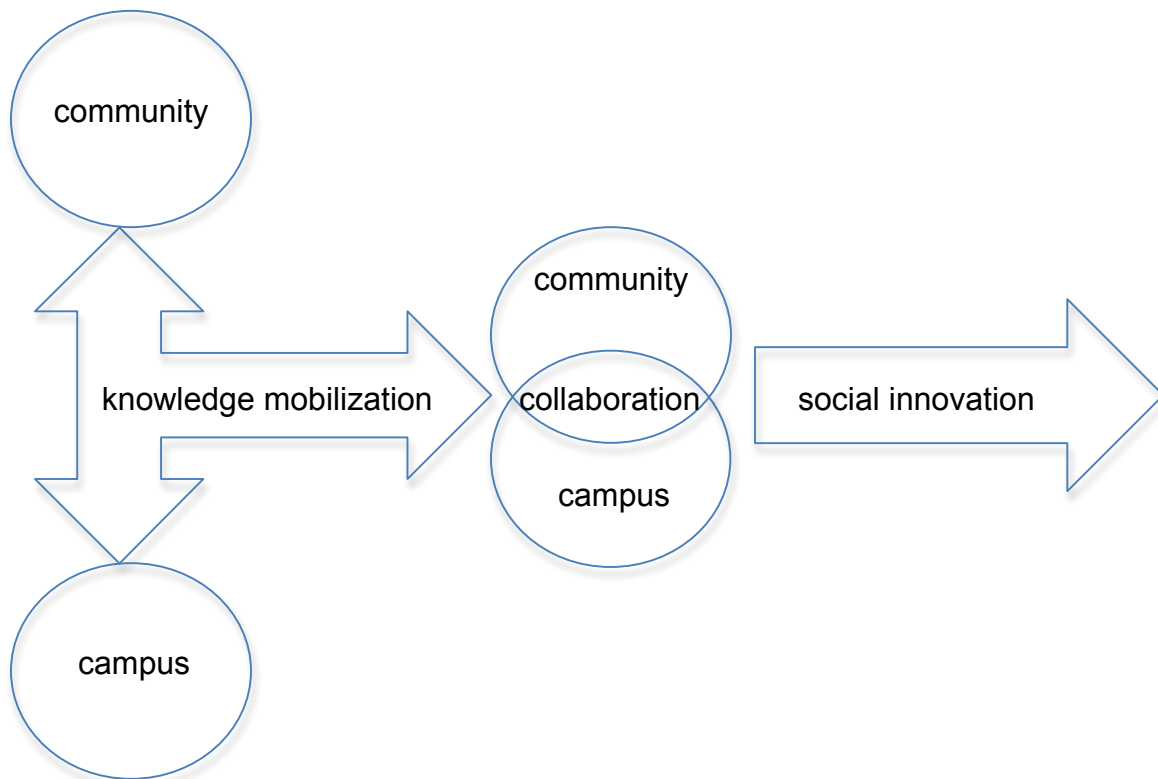 community
community
knowledge mobilization
collaboration
social innovation
campus
campus